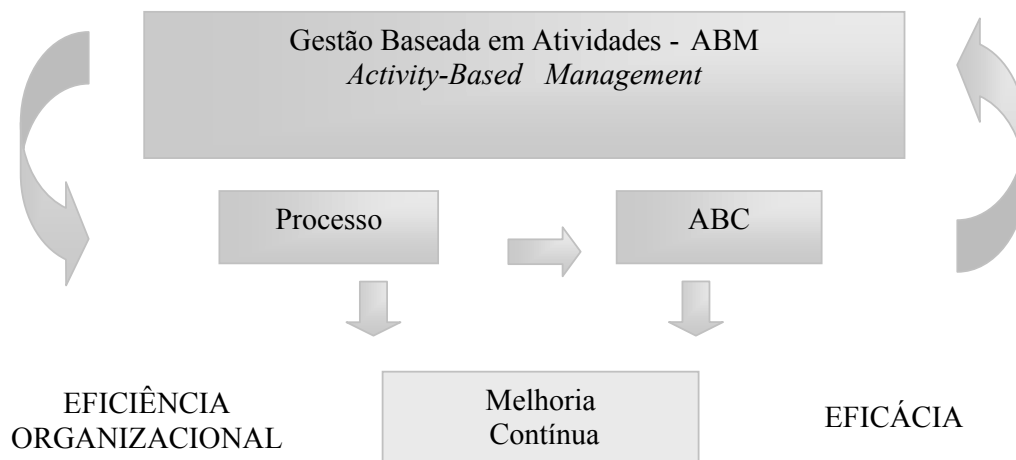 Gestão Baseada em Atividades - ABM
Activity-Based Management
Processo
ABC
EFICIÊNCIA
ORGANIZACIONAL
Melhoria
Contínua
EFICÁCIA